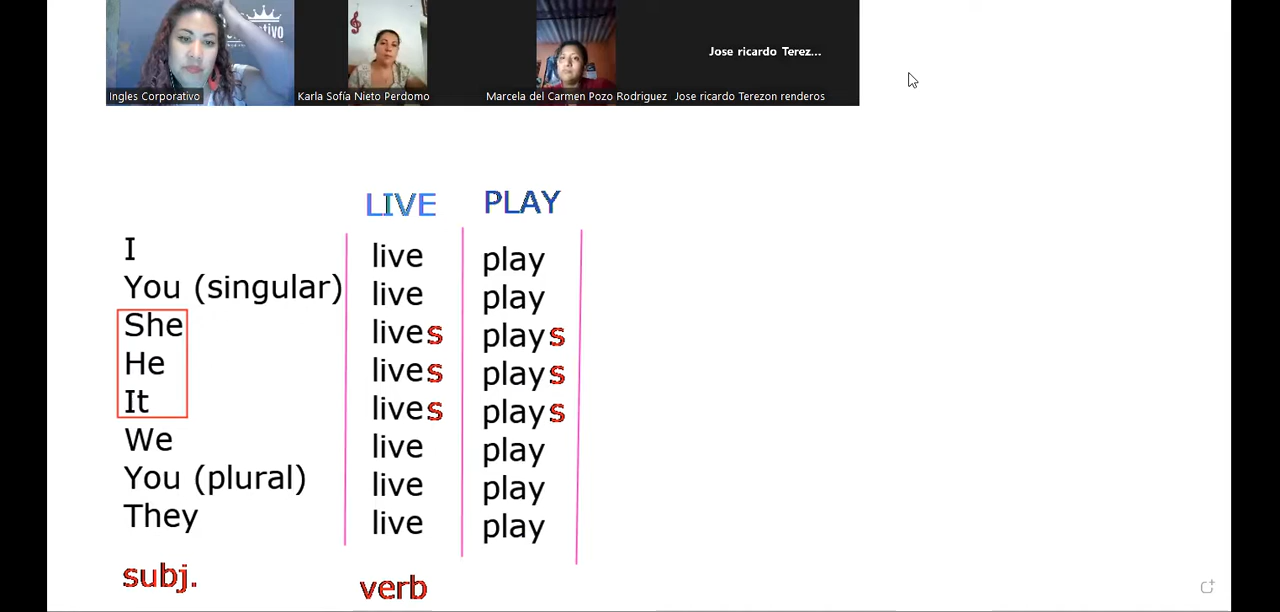 rativo
Ingles Corporativo
Karla Sofía Nieto Perdomo
Marcela del Carmen Pozo Rodriguez
Jose ricardo Terez...
Jose ricardo Terezon renderos
LIVE PLAY
I live play
You (singular) live play
She lives plays
He lives plays
It lives plays
We live play
You (plural) live play
They live play
subj. verb